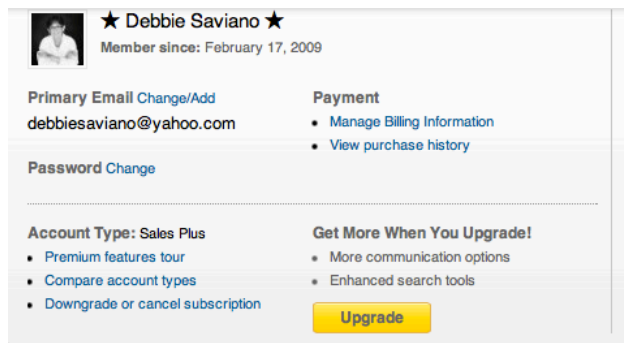 ★ Debbie Saviano ★
Member since: February 17, 2009
Primary Email Change/Add
debbiesaviano@yahoo.com
Password Change
Payment
• Manage Billing Information
• View purchase history
Account Type: Sales Plus
• Premium features tour
• Compare account types
• Downgrade or cancel subscription
Get More When You Upgrade!
• More communication options
• Enhanced search tools
Upgrade